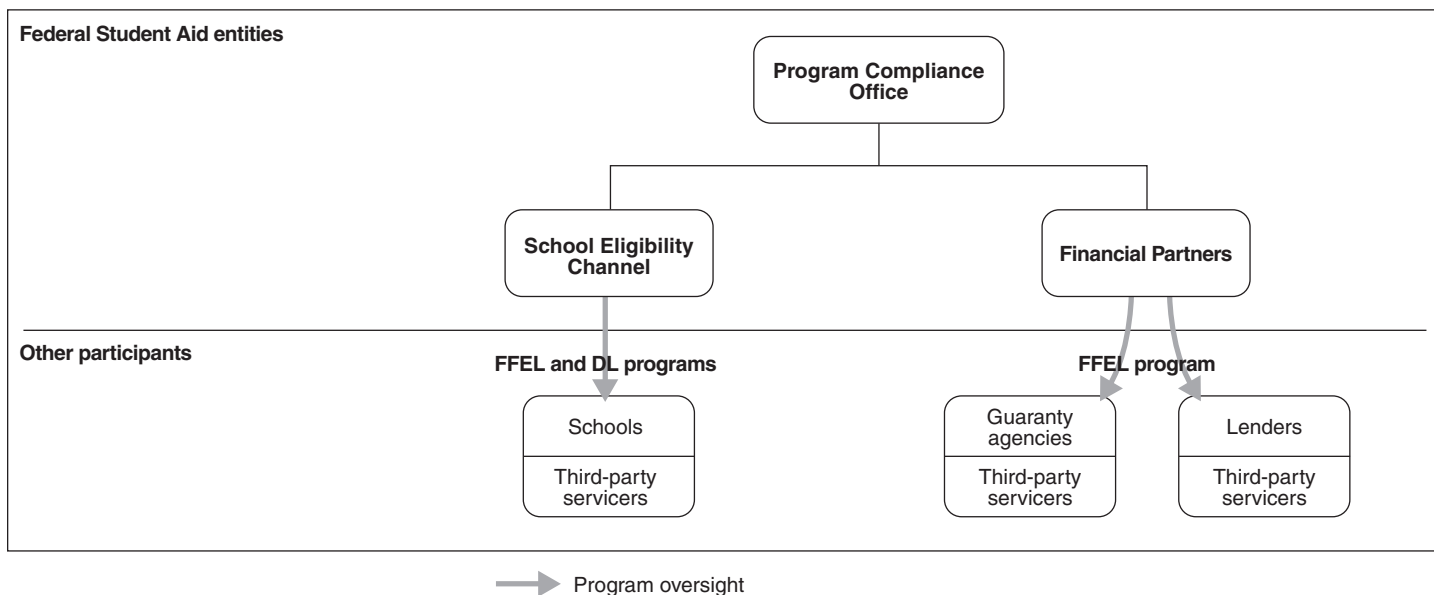 Federal Student Aid entities
Program Compliance
Office
School Eligibility
Channel
Financial Partners
Other participants
FFEL and DL programs
FFEL program
Schools
Third-party
servicers
Guaranty
agencies
Third-party
servicers
Lenders
Third-party
servicers
Program oversight